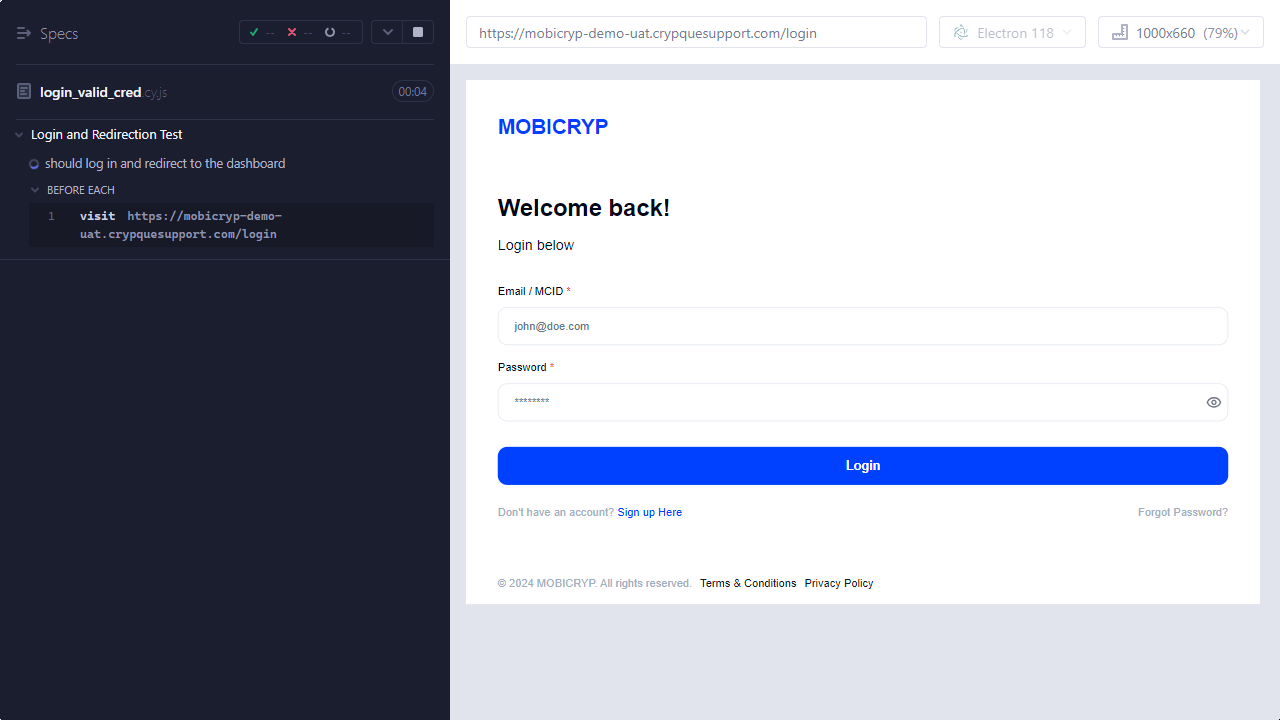 Specs
-- -- --
login_valid_cred.cy.js
00:04
Login and Redirection Test
should log in and redirect to the dashboard
BEFORE EACH
1 visit https://mobicryp-demo-
uat.crypquesupport.com/login
https://mobicryp-demo-uat.crypquesupport.com/login
Electron 118
1000x660 (79%)
MOBICRYP
Welcome back!
Login below
Email / MCID *
john@doe.com
Password *
********
Login
Don't have an account? Sign up Here
Forgot Password?
© 2024 MOBICRYP. All rights reserved. Terms & Conditions Privacy Policy